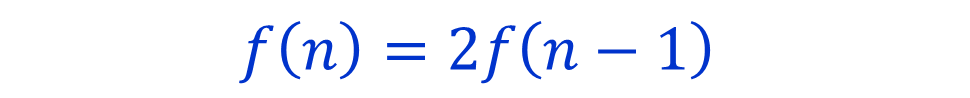 f(n) = 2f(n − 1)